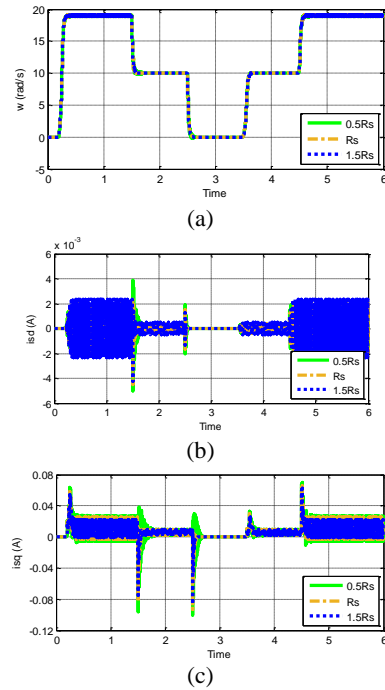 20
15
10
5
0
-5
w (rad/s)
0.5Rs
Rs
1.5Rs
0 1 2 3 4 5 6
Time
(a)
x 10-3
6
4
2
0
-2
-4
-6
isd (A)
0.5Rs
Rs
1.5Rs
0 1 2 3 4 5 6
Time
(b)
0.08
0.04
0
-0.04
-0.08
-0.12
isq (A)
0.5Rs
Rs
1.5Rs
0 1 2 3 4 5 6
Time
(c)